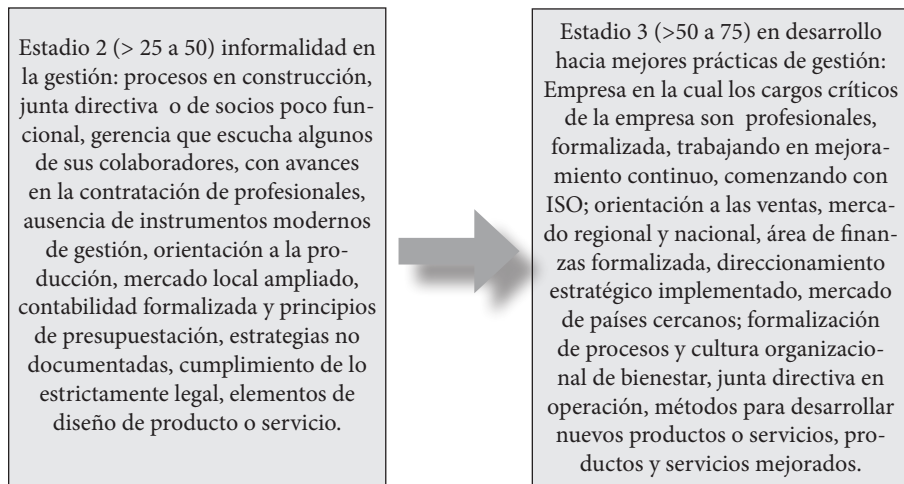 Estadio 2 (> 25 a 50) informalidad en
la gestión: procesos en construcción,
junta directiva o de socios poco fun-
cional, gerencia que escucha algunos
de sus colaboradores, con avances
en la contratación de profesionales,
ausencia de instrumentos modernos
de gestión, orientación a la pro-
ducción, mercado local ampliado,
contabilidad formalizada y principios
de presupuestación, estrategias no
documentadas, cumplimiento de lo
estrictamente legal, elementos de
diseño de producto o servicio.
Estadio 3 (>50 a 75) en desarrollo
hacia mejores prácticas de gestión:
Empresa en la cual los cargos críticos
de la empresa son profesionales,
formalizada, trabajando en mejora-
miento continuo, comenzando con
ISO; orientación a las ventas, merca-
do regional y nacional, área de finan-
zas formalizada, direccionamiento
estratégico implementado, mercado
de países cercanos; formalización
de procesos y cultura organizacio-
nal de bienestar, junta directiva en
operación, métodos para desarrollar
nuevos productos o servicios, pro-
ductos y servicios mejorados.